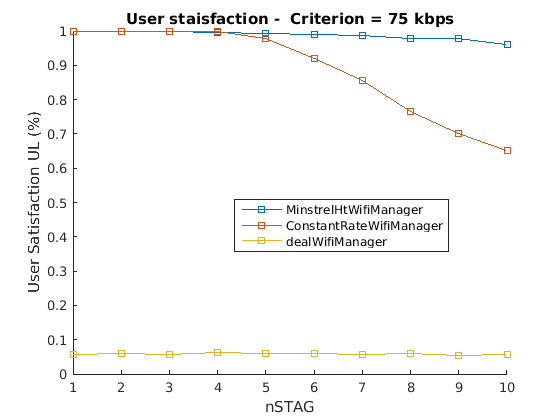 User staisfaction -  Criterion = 75 kbps
User Satisfaction UL (%)
1
0.9
0.8
0.7
0.6
0.5
0.4
0.3
0.2
0.1
0
MinstrelHtWifiManager
ConstantRateWifiManager
dealWifiManager
1 2 3 4 5 6 7 8 9 10
nSTAG